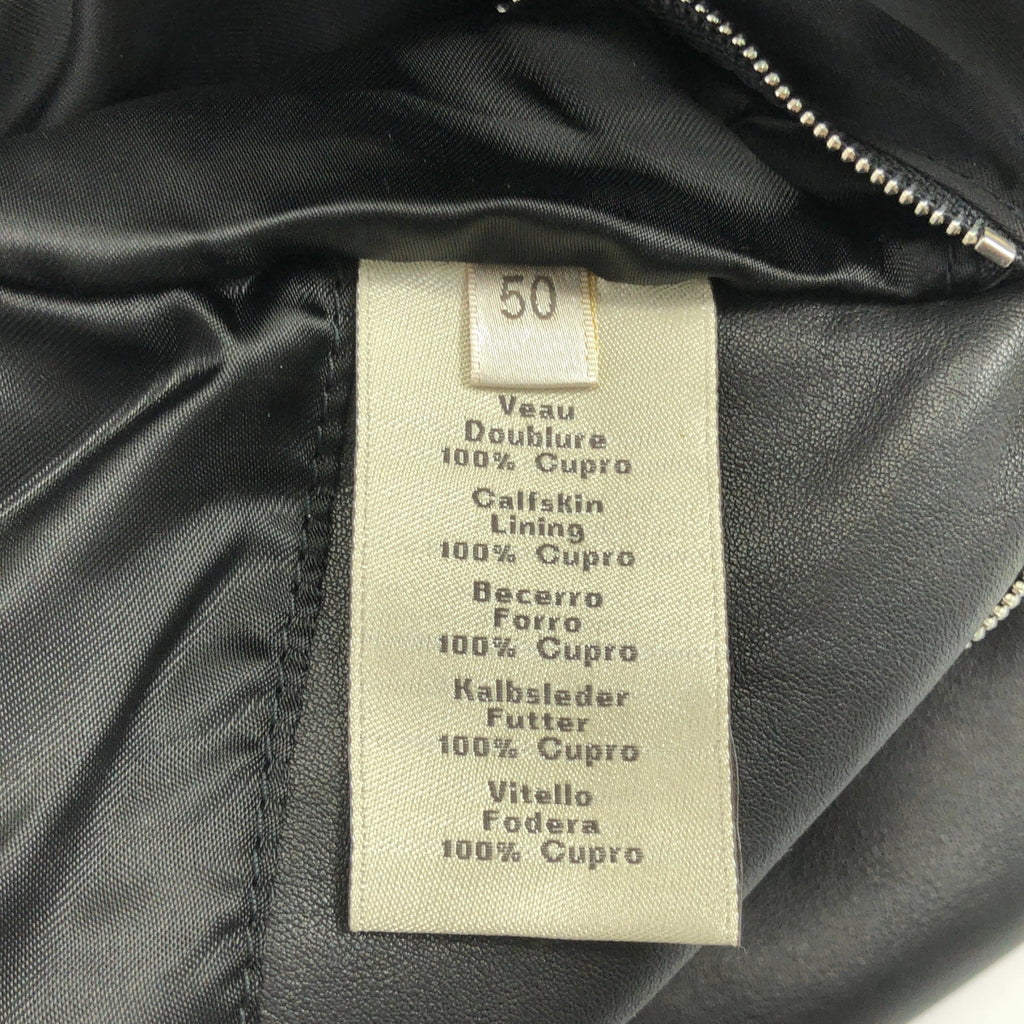 50
Veau
Doublure
100% Cupro
Calfskin
Lining
100% Cupro
Becerro
Forro
100% Cupro
Kalbsleder
Futter
100% Cupro
Vitello
Fodera
100% Cupro